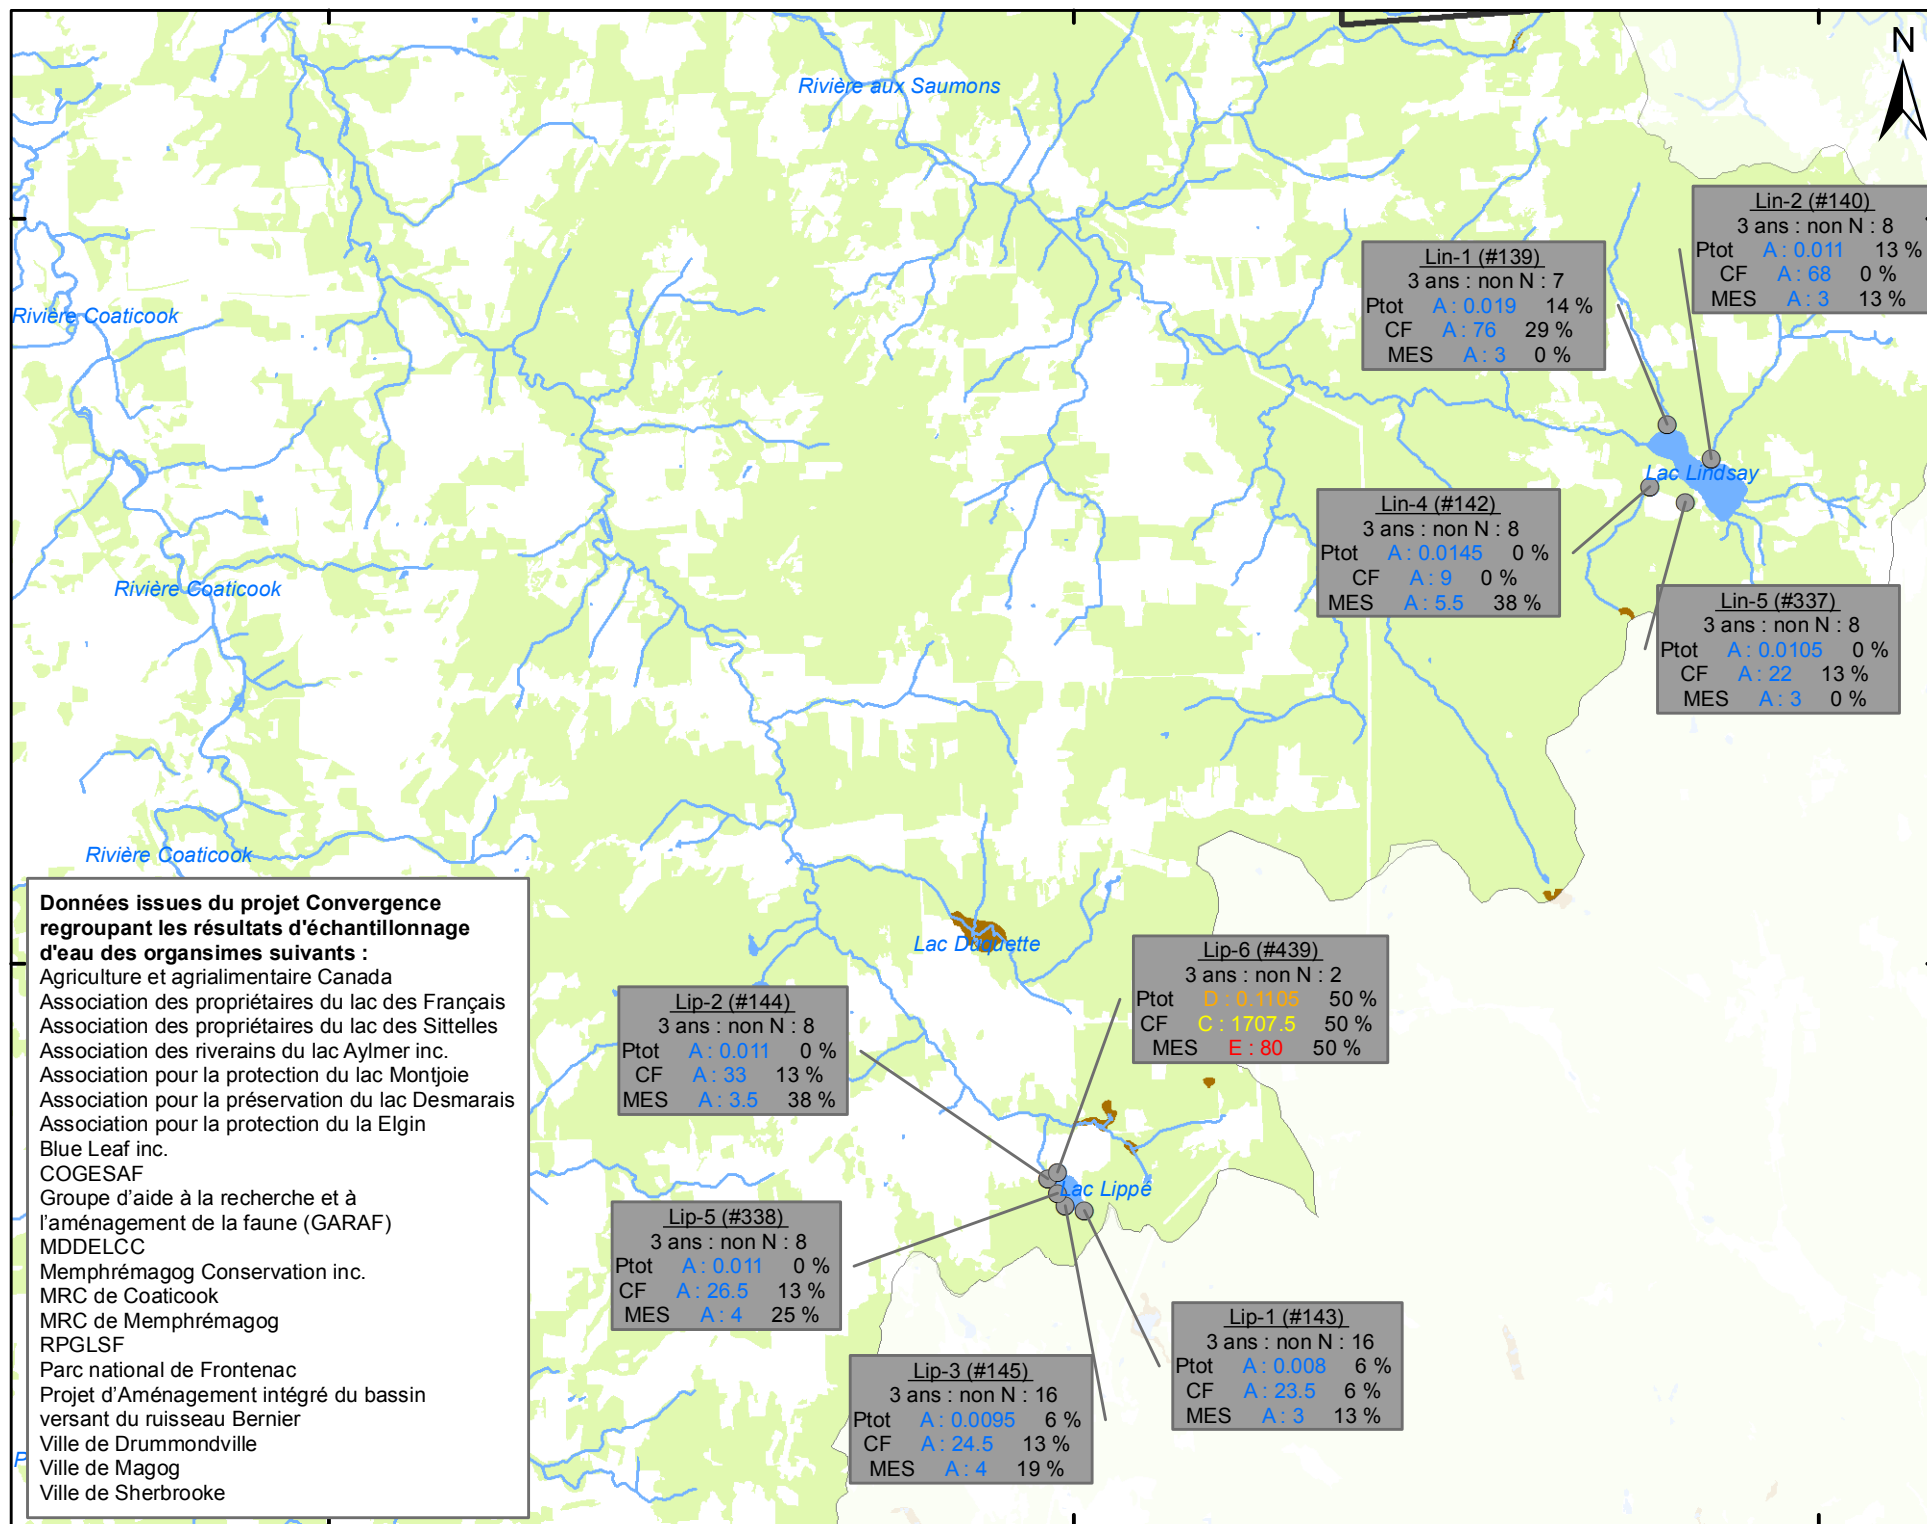 N
Rivière aux Saumons
Lin-2 (#140)
3 ans : non N : 8
Ptot A : 0.011 13 %
CF A : 68 0 %
MES A : 3 13 %
Lin-1 (#139)
3 ans : non N : 7
Ptot A : 0.019 14 %
CF A : 76 29 %
MES A : 3 0 %
Rivière Coaticook
Lac Lindsay
Lin-4 (#142)
3 ans : non N : 8
Ptot A : 0.0145 0 %
CF A : 9 0 %
MES A : 5.5 38 %
Rivière Coaticook
Lin-5 (#337)
3 ans : non N : 8
Ptot A : 0.0105 0 %
CF A : 22 13 %
MES A : 3 0 %
Rivière Coaticook
Lac Duquette
Lip-6 (#439)
3 ans : non N : 2
Ptot D : 0.1105 50 %
CF C : 1707.5 50 %
MES E : 80 50 %
Lip-2 (#144)
3 ans : non N : 8
Ptot A : 0.011 0 %
CF A : 33 13 %
MES A : 3.5 38 %
Lac Lippé
Lip-5 (#338)
3 ans : non N : 8
Ptot A : 0.011 0 %
CF A : 26.5 13 %
MES A : 4 25 %
Lip-1 (#143)
3 ans : non N : 16
Ptot A : 0.008 6 %
CF A : 23.5 6 %
MES A : 3 13 %
Lip-3 (#145)
3 ans : non N : 16
Ptot A : 0.0095 6 %
CF A : 24.5 13 %
MES A : 4 19 %
Données issues du projet Convergence
regroupant les résultats d'échantillonnage
d'eau des organsimes suivants :
Agriculture et agrialimentaire Canada
Association des propriétaires du lac des Français
Association des propriétaires du lac des Sittelles
Association des riverains du lac Aylmer inc.
Association pour la protection du lac Montjoie
Association pour la préservation du lac Desmarais
Association pour la protection du la Elgin
Blue Leaf inc.
COGESAF
Groupe d'aide à la recherche et à
l'aménagement de la faune (GARAF)
MDDELCC
Memphrémagog Conservation inc.
MRC de Coaticook
MRC de Memphrémagog
RPGLSF
Parc national de Frontenac
Projet d'Aménagement intégré du bassin
versant du ruisseau Bernier
Ville de Drummondville
Ville de Magog
Ville de Sherbrooke